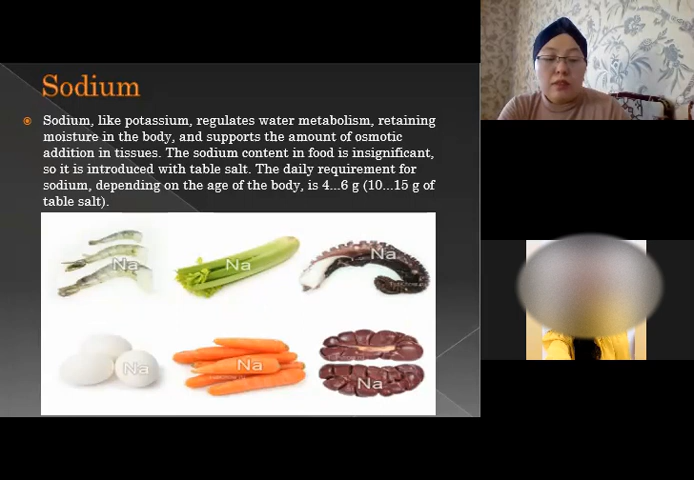 Sodium
Sodium, like potassium, regulates water metabolism, retaining
moisture in the body, and supports the amount of osmotic
addition in tissues. The sodium content in food is insignificant,
so it is introduced with table salt. The daily requirement for
sodium, depending on the age of the body, is 4...6 g (10...15 g of
table salt).
Na Na Na
Na Na Na